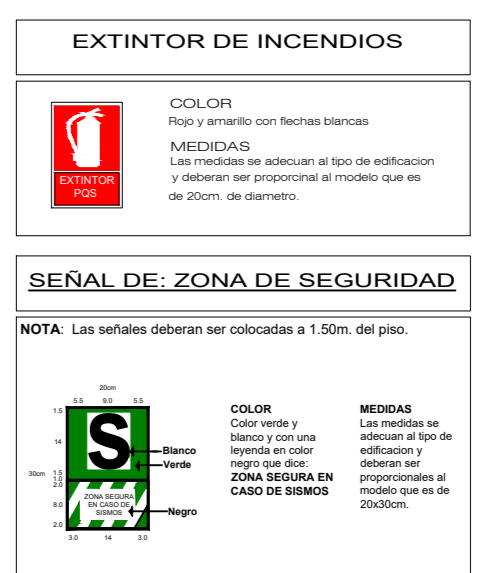 EXTINTOR DE INCENDIOS
EXTINTOR
PQS
COLOR
Rojo y amarillo con flechas blancas
MEDIDAS
Las medidas se adecuan al tipo de edificacion
y deberan ser proporcinal al modelo que es
de 20cm. de diametro.
SEÑAL DE: ZONA DE SEGURIDAD
NOTA: Las señales deberan ser colocadas a 1.50m. del piso.
20cm
5.5 9.0 5.5
1.5
14
30cm
1.5
1.0
2.0
8.0
2.0
3.0 14 3.0
S
Blanco
Verde
ZONA SEGURA
EN CASO DE
SISMOS
Negro
COLOR
Color verde y
blanco y con una
leyenda en color
negro que dice:
ZONA SEGURA EN
CASO DE SISMOS
MEDIDAS
Las medidas se
adecuan al tipo de
edificacion y
deberan ser
proporcionales al
modelo que es de
20x30cm.